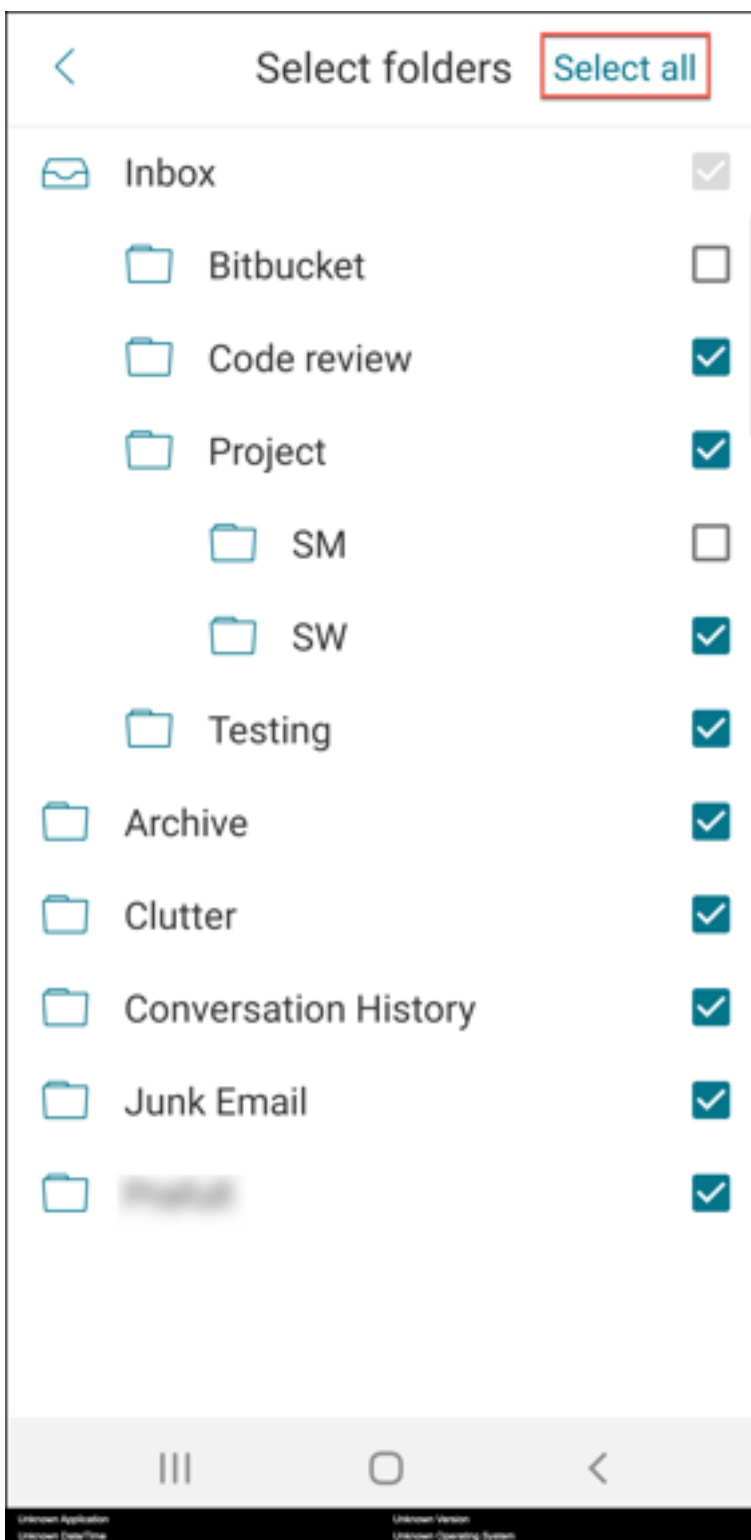 Select folders Select all
Inbox
Bitbucket
Code review
Project
SM
SW
Testing
Archive
Clutter
Conversation History
Junk Email
Unknown Application Unknown Version
Unknown Date/Time Unknown Operating System